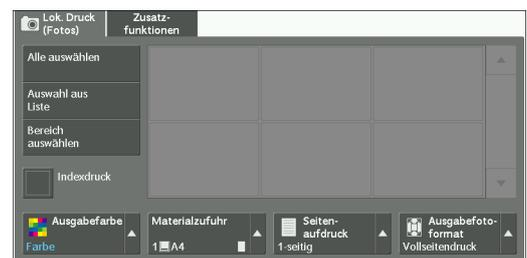 Lok. Druck
(Fotos)
Zusatz-
funktionen
Alle auswählen
Auswahl aus
Liste
Bereich
auswählen
Indexdruck
Ausgabefarbe
Farbe
Materialzufuhr
1 A4
Seiten-
aufdruck
1-seitig
Ausgabefoto-
format
Vollseitendruck